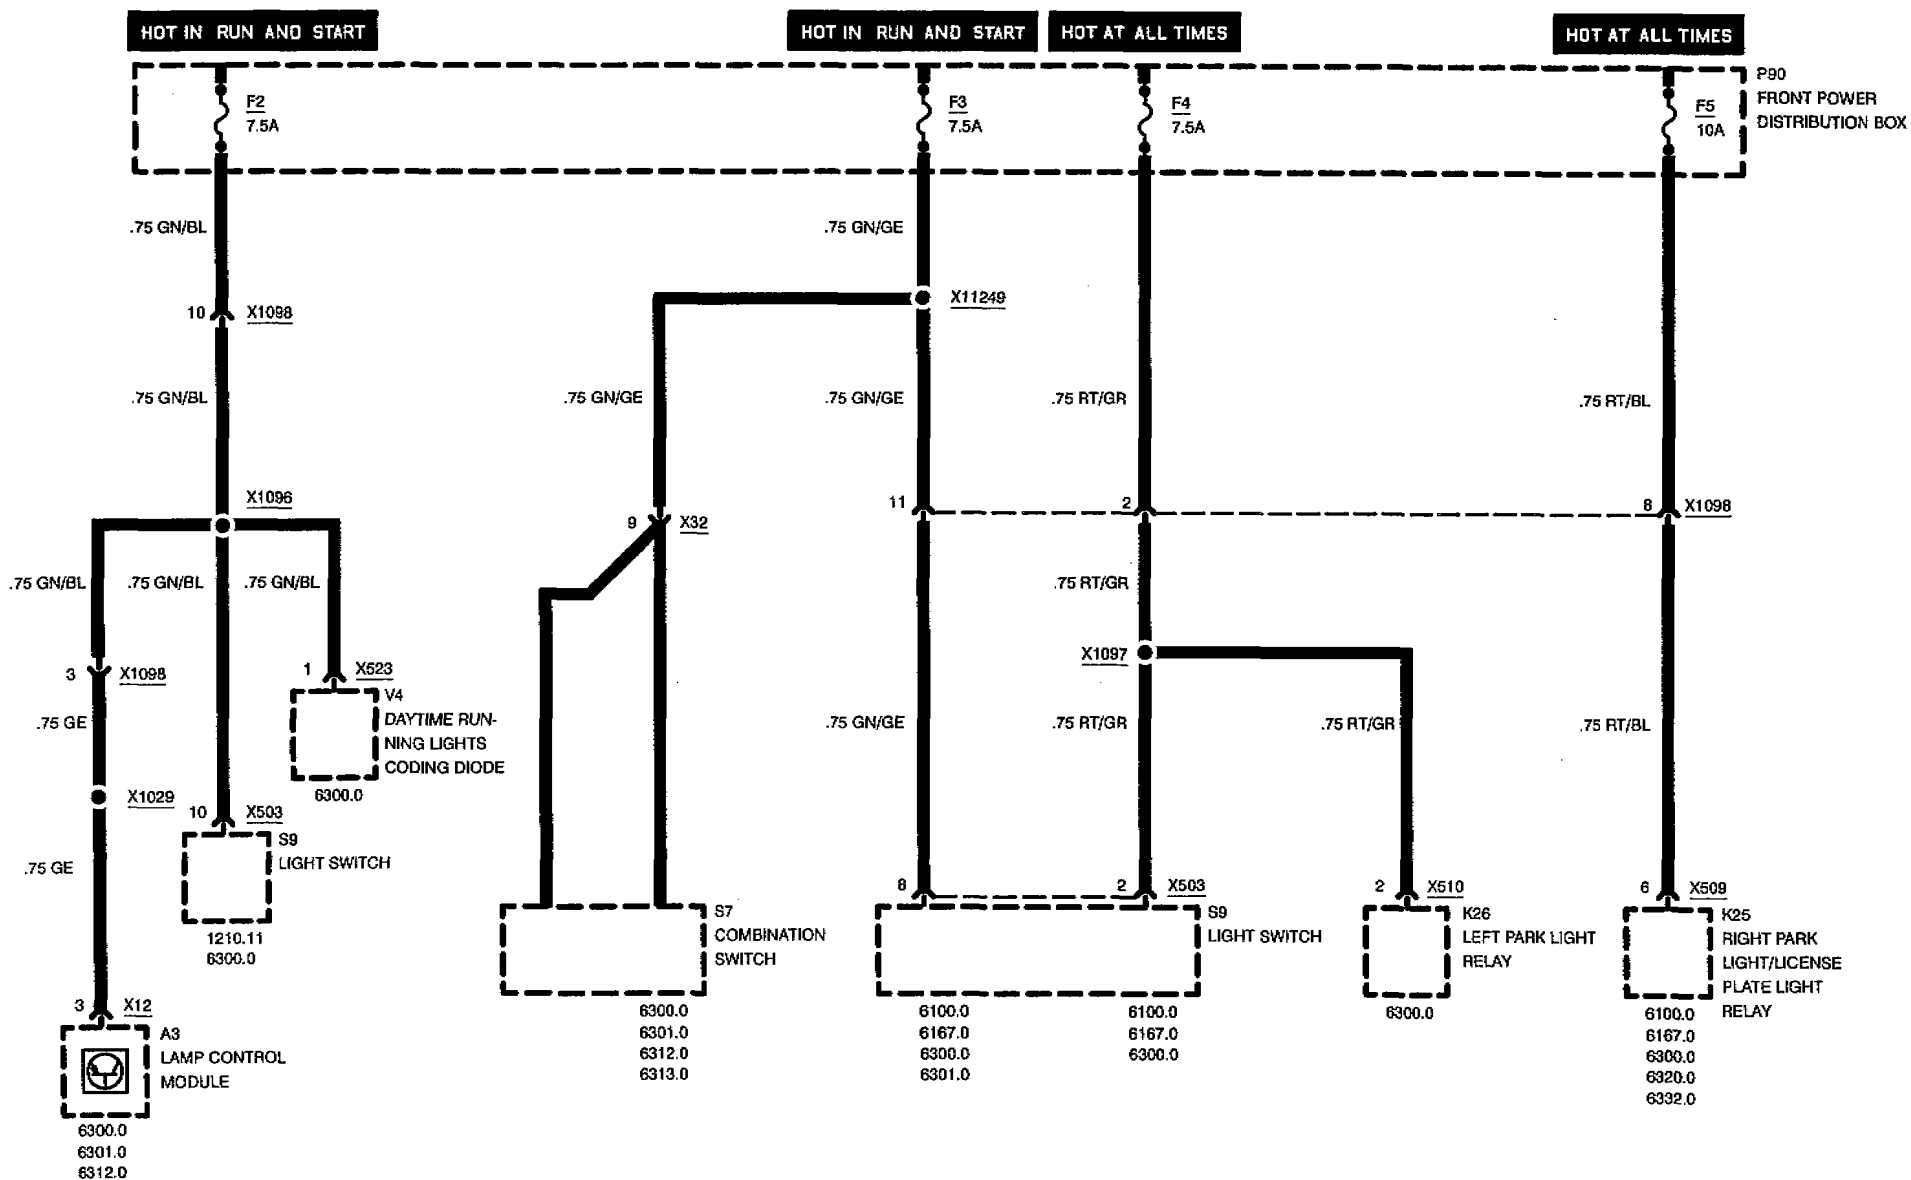 HOT IN RUN AND START
HOT IN RUN AND START
HOT AT ALL TIMES
HOT AT ALL TIMES
P90
FRONT POWER
DISTRIBUTION BOX
F2
7.5A
F3
7.5A
F4
7.5A
F5
10A
.75 GN/BL
.75 GN/GE
X11249
10
X1098
.75 GN/BL
.75 GN/GE
.75 GN/GE
.75 RT/GR
.75 RT/BL
X1096
11
2
8
X1098
9
X32
.75 GN/BL
.75 GN/BL
.75 GN/BL
.75 RT/GR
X1097
3
X1098
1
X523
V4
DAYTIME RUN-
NING LIGHTS
CODING DIODE
6300.0
.75 GE
.75 GN/GE
.75 RT/GR
.75 RT/GR
.75 RT/BL
X1029
10
X503
S9
LIGHT SWITCH
1210.11
6300.0
.75 GE
8
2
X503
2
X510
6
X509
S7
COMBINATION
SWITCH
6300.0
6301.0
6312.0
6313.0
S9
LIGHT SWITCH
6100.0
6167.0
6300.0
6301.0
6100.0
6167.0
6300.0
K26
LEFT PARK LIGHT
RELAY
6300.0
K25
RIGHT PARK
LIGHT/LICENSE
PLATE LIGHT
RELAY
6100.0
6167.0
6300.0
6320.0
6332.0
3
X12
A3
LAMP CONTROL
MODULE
6300.0
6301.0
6312.0